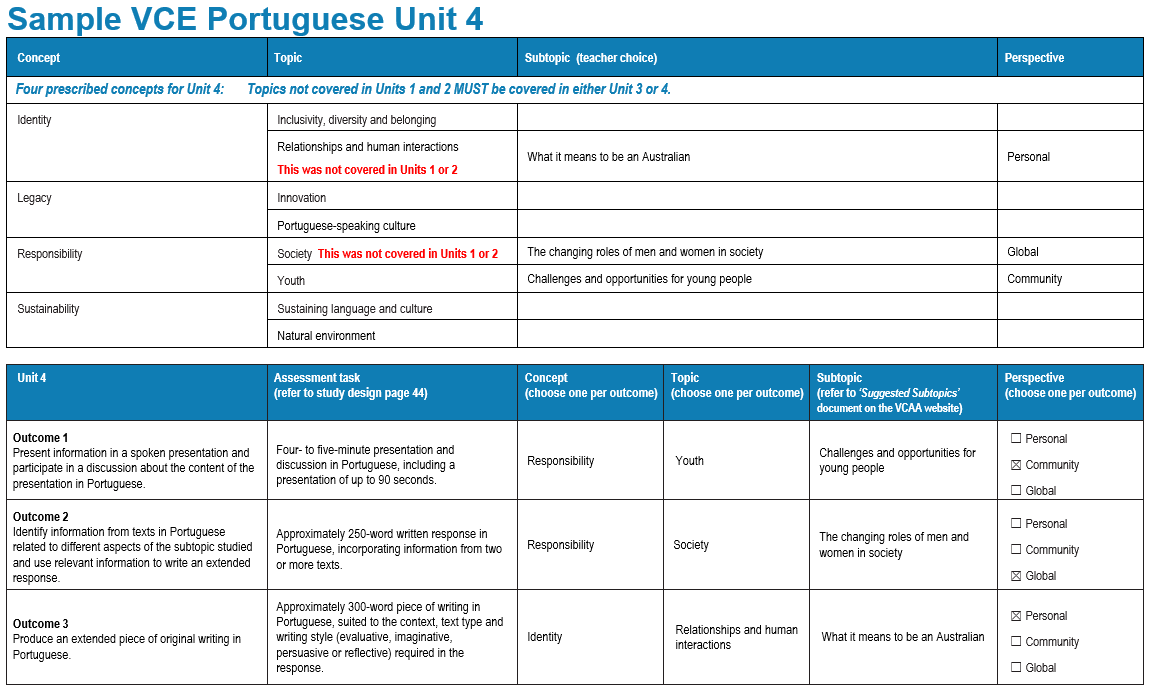 Sample VCE Portuguese Unit 4
Concept Topic Subtopic (teacher choice) Perspective
Four prescribed concepts for Unit 4: Topics not covered in Units 1 and 2 MUST be covered in either Unit 3 or 4.
Identity Inclusivity, diversity and belonging
Relationships and human interactions
This was not covered in Units 1 or 2
What it means to be an Australian Personal
Legacy Innovation
Portuguese-speaking culture
Responsibility Society This was not covered in Units 1 or 2 The changing roles of men and women in society Global
Youth Challenges and opportunities for young people Community
Sustainability Sustaining language and culture
Natural environment
Unit 4
Assessment task
(refer to study design page 44)
Concept
(choose one per outcome)
Topic
(choose one per outcome)
Subtopic
(refer to ‘Suggested Subtopics’
document on the VCAA website)
Perspective
(choose one per outcome)
Outcome 1
Present information in a spoken presentation and
participate in a discussion about the content of the
presentation in Portuguese.
Four- to five-minute presentation and
discussion in Portuguese, including a
presentation of up to 90 seconds.
Responsibility
Youth
Challenges and opportunities for
young people
☐ Personal
☒ Community
☐ Global
Outcome 2
Identify information from texts in Portuguese
related to different aspects of the subtopic studied
and use relevant information to write an extended
response.
Approximately 250-word written response in
Portuguese, incorporating information from two
or more texts.
Responsibility
Society
The changing roles of men and
women in society
☐ Personal
☐ Community
☒ Global
Outcome 3
Produce an extended piece of original writing in
Portuguese.
Approximately 300-word piece of writing in
Portuguese, suited to the context, text type and
writing style (evaluative, imaginative,
persuasive or reflective) required in the
response.
Identity
Relationships and human
interactions
What it means to be an Australian
☒ Personal
☐ Community
☐ Global